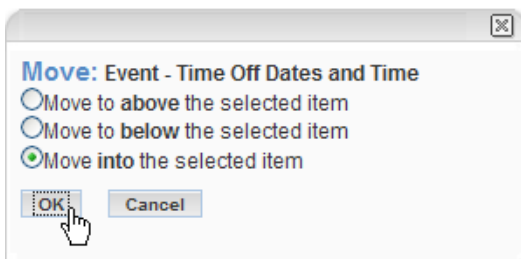 Move: Event - Time Off Dates and Time
Move to above the selected item
Move to below the selected item
Move into the selected item
OK Cancel